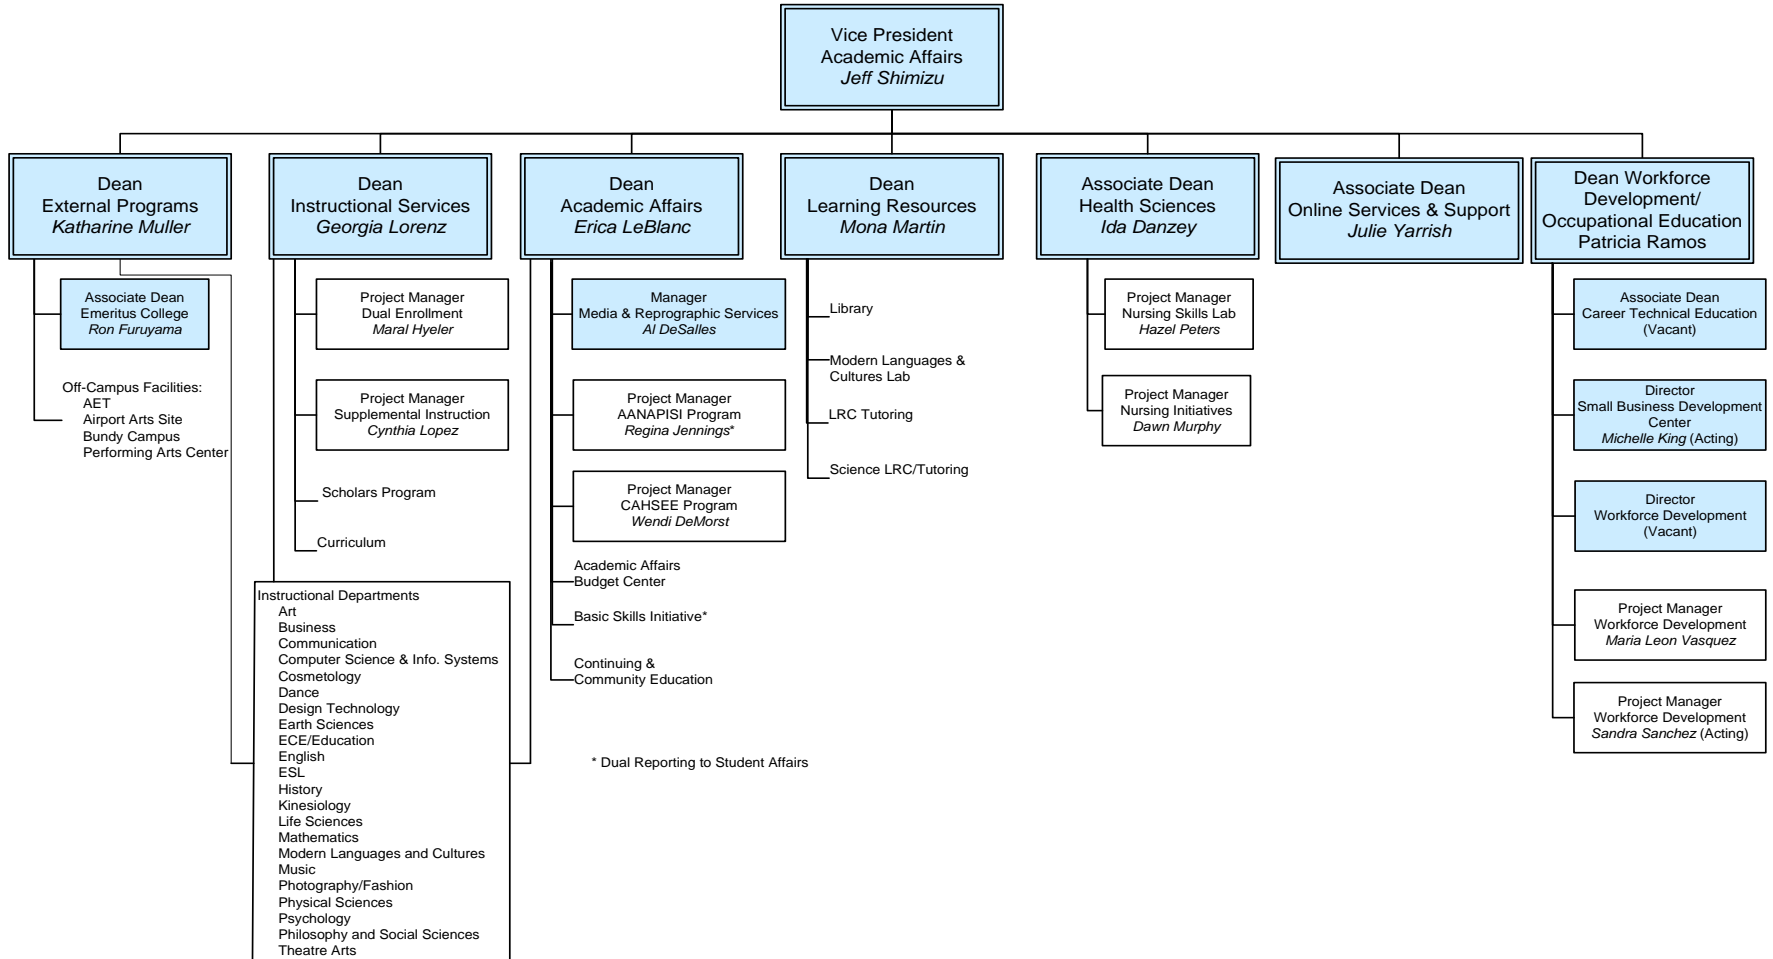 Vice President
Academic Affairs
Jeff Shimizu
Dean
External Programs
Katharine Muller
Dean
Instructional Services
Georgia Lorenz
Dean
Academic Affairs
Erica LeBlanc
Dean
Learning Resources
Mona Martin
Associate Dean
Health Sciences
Ida Danzey
Associate Dean
Online Services & Support
Julie Yarrish
Dean Workforce
Development/
Occupational Education
Patricia Ramos
Associate Dean
Emeritus College
Ron Furuyama
Off-Campus Facilities:
AET
Airport Arts Site
Bundy Campus
Performing Arts Center
Project Manager
Dual Enrollment
Maral Hyeler
Project Manager
Supplemental Instruction
Cynthia Lopez
Scholars Program
Curriculum
Instructional Departments
Art
Business
Communication
Computer Science & Info. Systems
Cosmetology
Dance
Design Technology
Earth Sciences
ECE/Education
English
ESL
History
Kinesiology
Life Sciences
Mathematics
Modern Languages and Cultures
Music
Photography/Fashion
Physical Sciences
Psychology
Philosophy and Social Sciences
Theatre Arts
Manager
Media & Reprographic Services
Al DeSalles
Project Manager
AANAPISI Program
Regina Jennings*
Project Manager
CAHSEE Program
Wendi DeMorst
Academic Affairs
Budget Center
Basic Skills Initiative*
Continuing &
Community Education
* Dual Reporting to Student Affairs
Library
Modern Languages &
Cultures Lab
LRC Tutoring
Science LRC/Tutoring
Project Manager
Nursing Skills Lab
Hazel Peters
Project Manager
Nursing Initiatives
Dawn Murphy
Associate Dean
Career Technical Education
(Vacant)
Director
Small Business Development
Center
Michelle King (Acting)
Director
Workforce Development
(Vacant)
Project Manager
Workforce Development
Maria Leon Vasquez
Project Manager
Workforce Development
Sandra Sanchez (Acting)